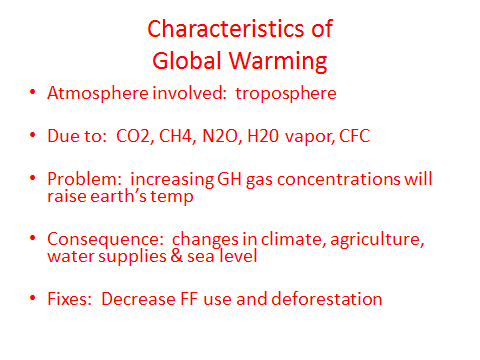 Characteristics of
Global Warming
• Atmosphere involved: troposphere
• Due to: CO2, CH4, N2O, H20 vapor, CFC
• Problem: increasing GH gas concentrations will
raise earth's temp
• Consequence: changes in climate, agriculture,
water supplies & sea level
• Fixes: Decrease FF use and deforestation